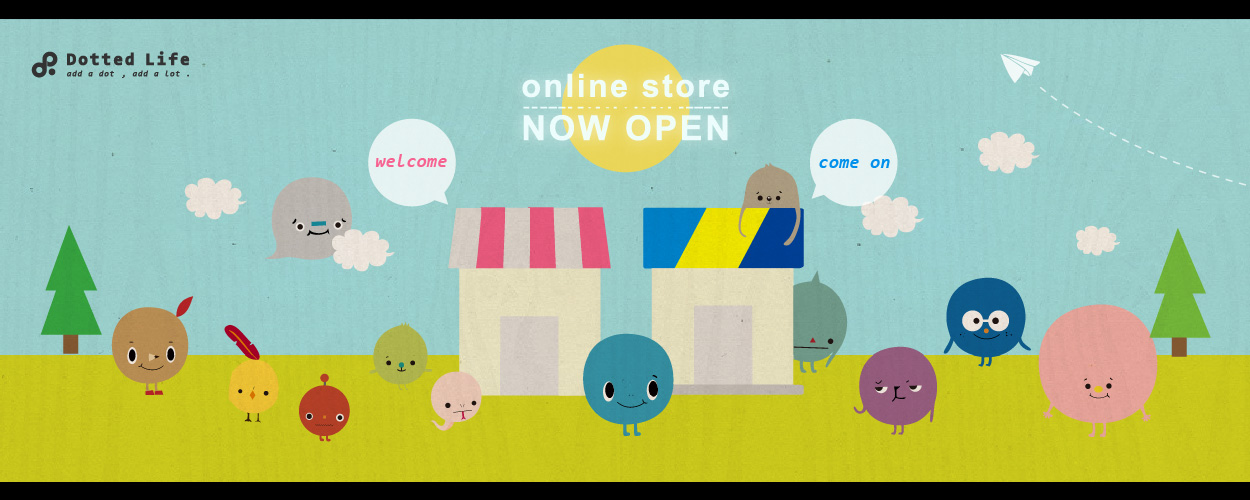 Dotted Life
add a dot , add a lot .
online store
NOW OPEN
welcome
come on